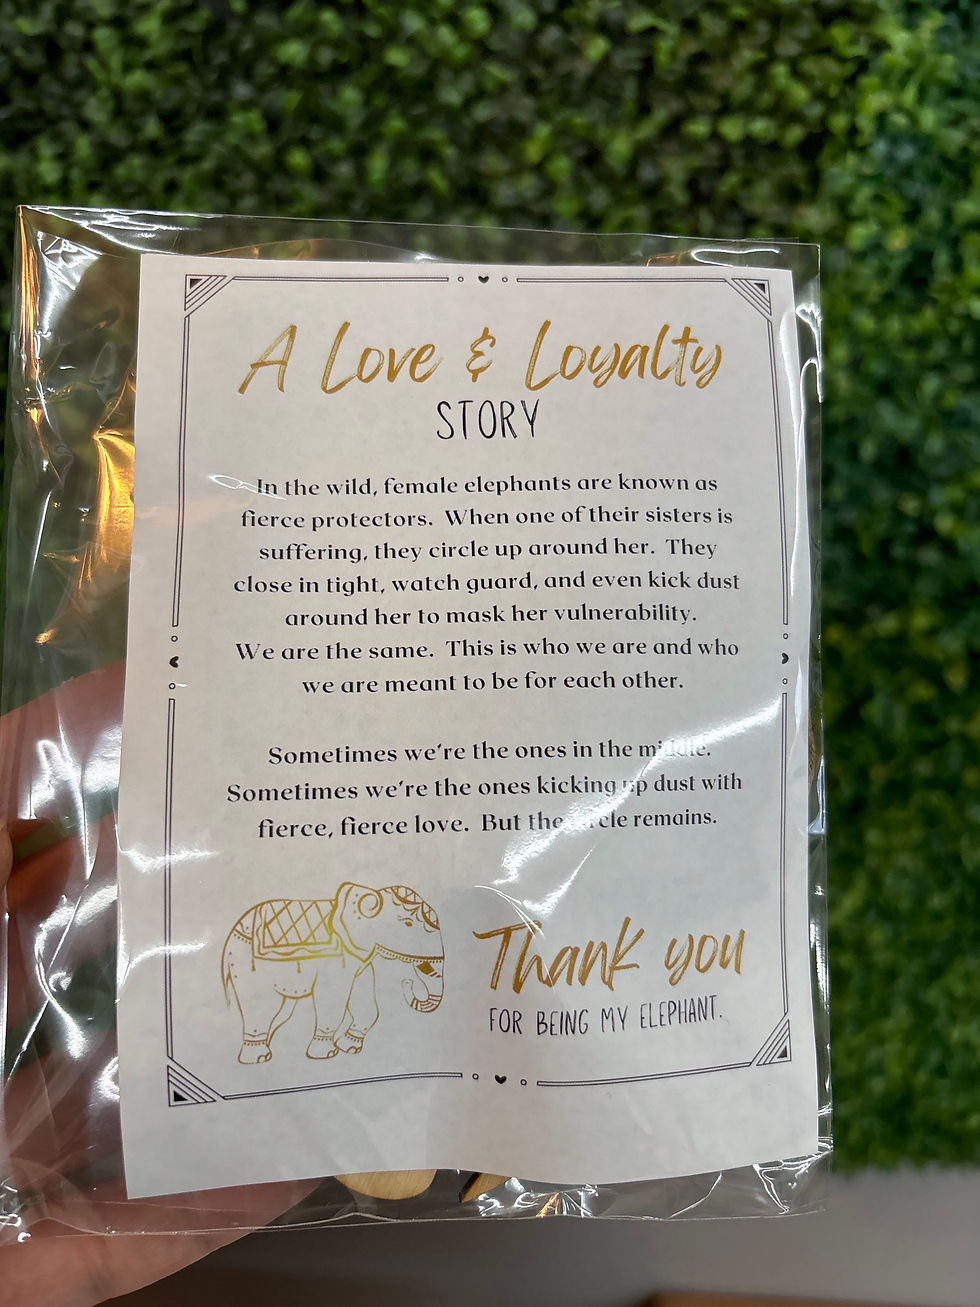 A Love & Loyalty
STORY
In the wild, female elephants are known as
fierce protectors. When one of their sisters is
suffering, they circle up around her. They
close in tight, watch guard, and even kick dust
around her to mask her vulnerability.
We are the same. This is who we are and who
we are meant to be for each other.
Sometimes we're the ones in the middle.
Sometimes we're the ones kicking up dust with
fierce, fierce love. But the circle remains.
Thank you
FOR BEING MY ELEPHANT.